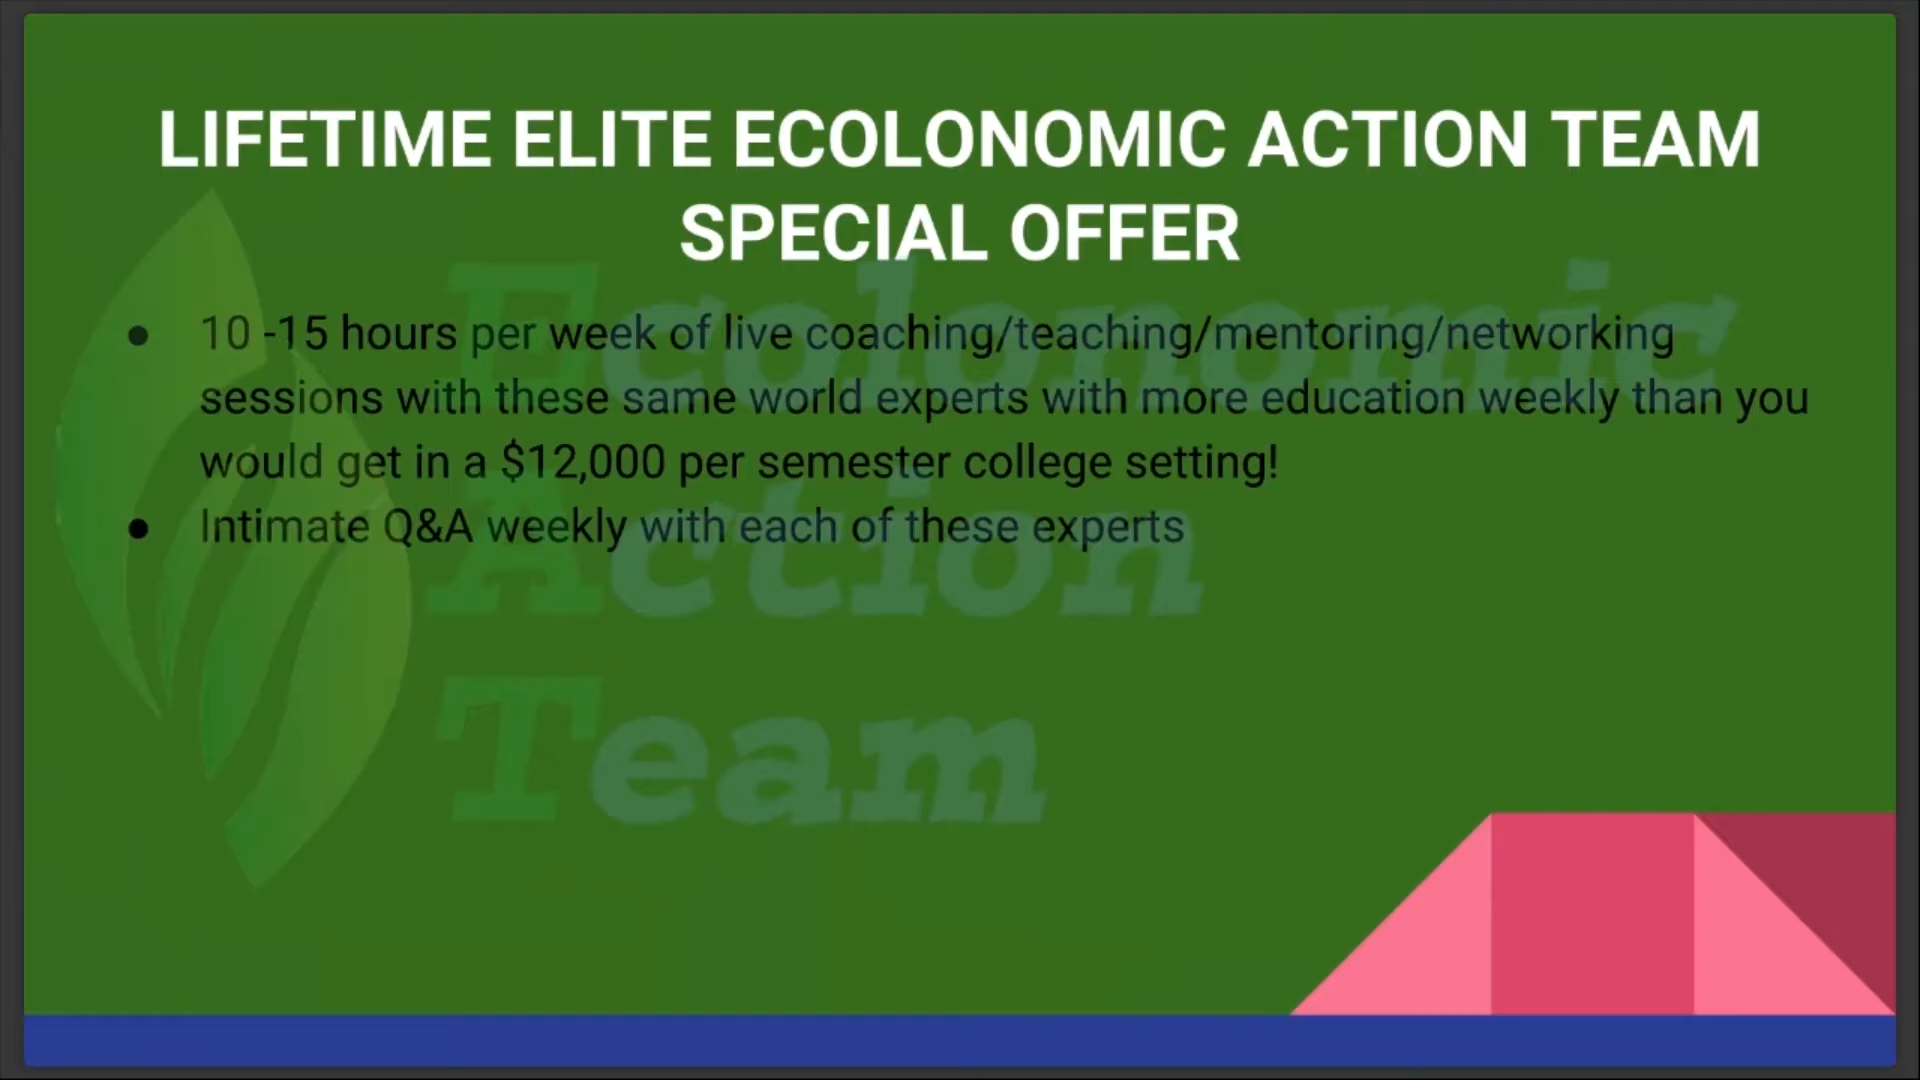 LIFETIME ELITE ECOLONOMIC ACTION TEAM
SPECIAL OFFER
● 10 -15 hours per week of live coaching/teaching/mentoring/networking
sessions with these same world experts with more education weekly than you
would get in a $12,000 per semester college setting!
● Intimate Q&A weekly with each of these experts
Ecolonomic
Action
Team